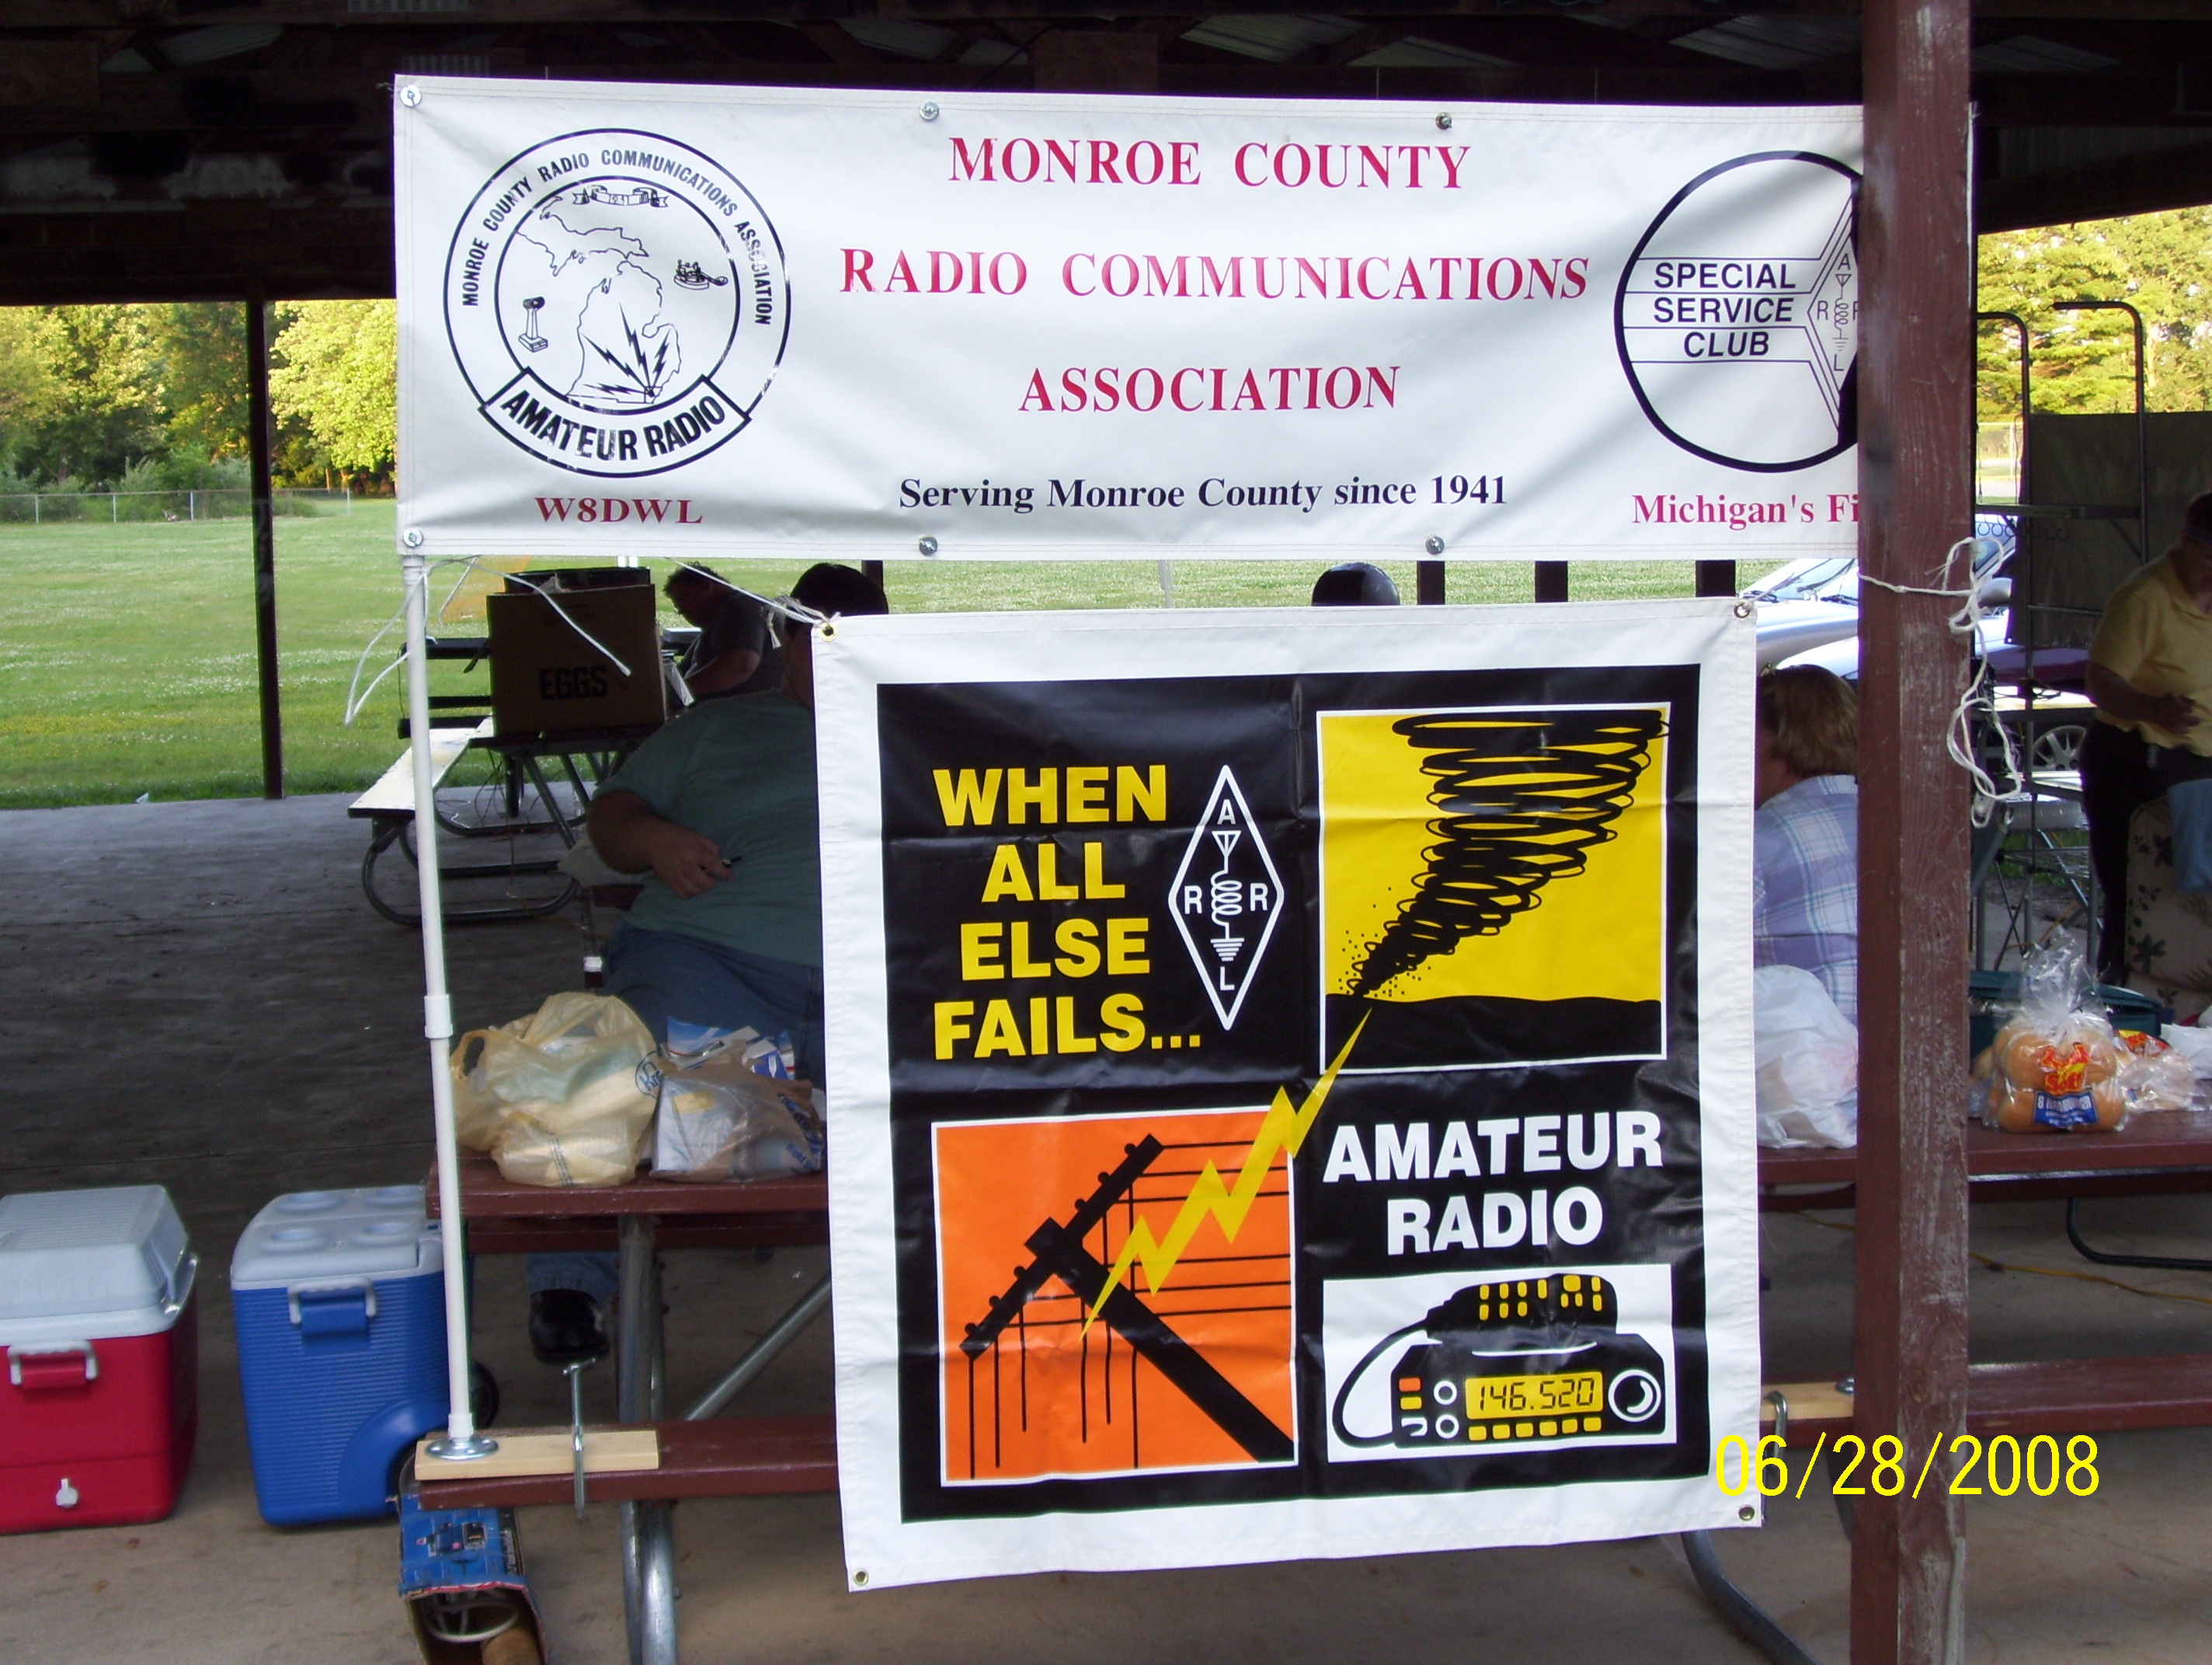 MONROE COUNTY RADIO COMMUNICATIONS ASSOCIATION
AMATEUR RADIO
W8DWL
MONROE COUNTY
RADIO COMMUNICATIONS
ASSOCIATION
Serving Monroe County since 1941
SPECIAL
SERVICE
CLUB
A
R R
L
Michigan's Fi
EGGS
WHEN
ALL
ELSE
FAILS...
A
R R
L
AMATEUR
RADIO
146.520
06/28/2008